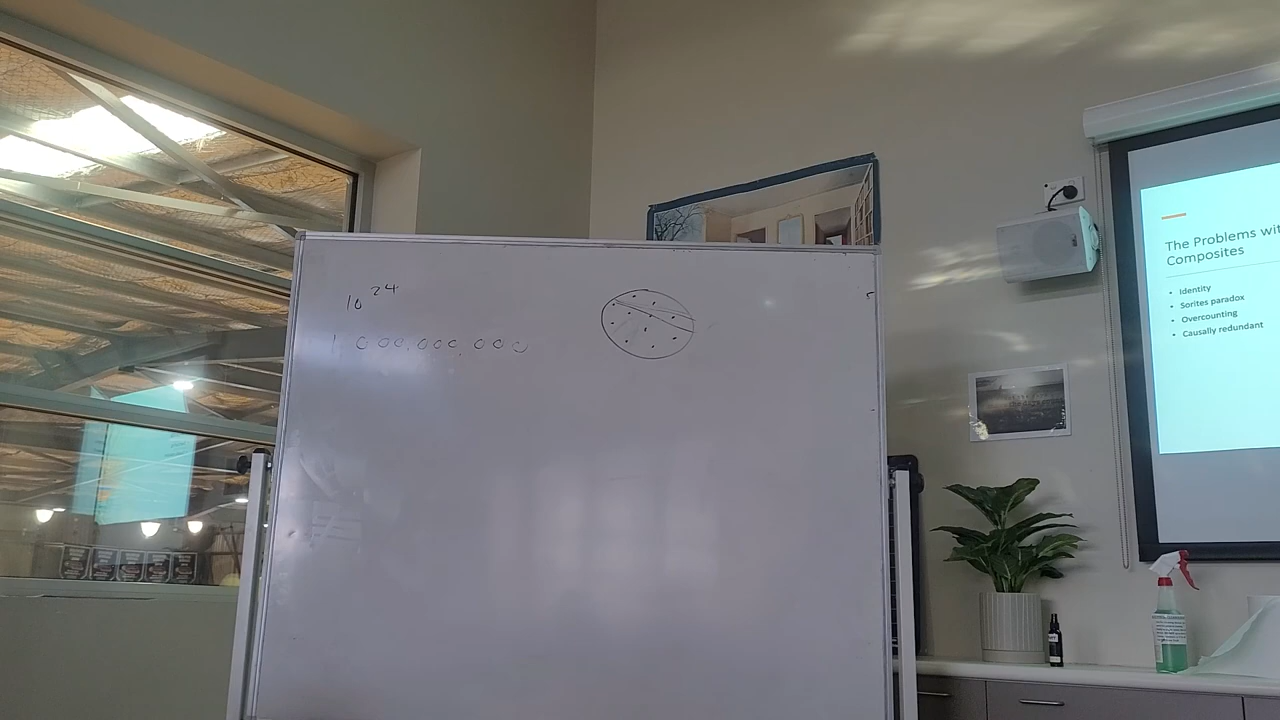 10²⁴
1 000,000,000
The Problems wit
Composites
• Identity
• Sorites paradox
• Overcounting
• Causally redundant